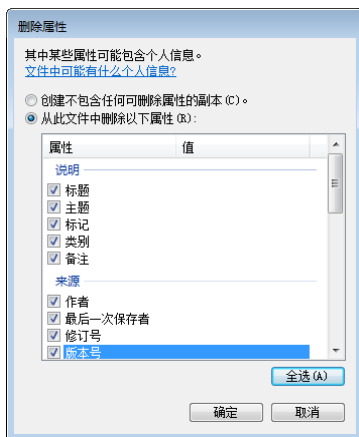 删除属性
其中某些属性可能包含个人信息。
文件中可能有什么个人信息?
创建不包含任何可删除属性的副本(C)。
从此文件中删除以下属性(R):
属性 值
说明
标题
主题
标记
类别
备注
来源
作者
最后一次保存者
修订号
版本号
全选(A)
确定 取消